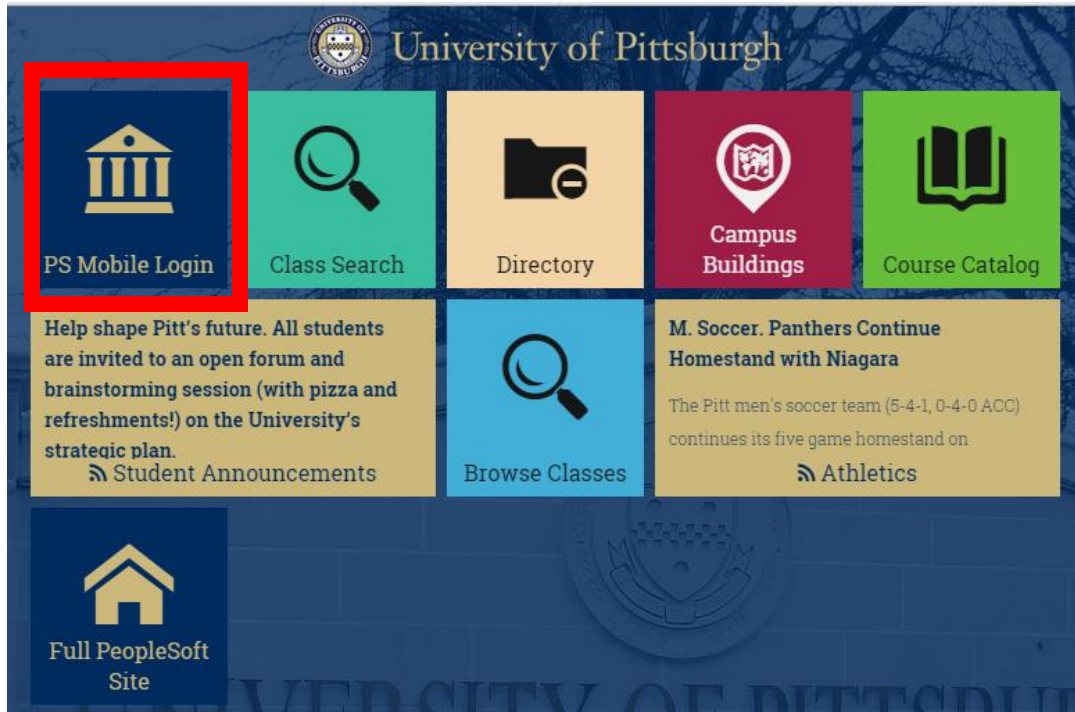 University of Pittsburgh
PS Mobile Login
Class Search
Directory
Campus
Buildings
Course Catalog
Help shape Pitt's future. All students
are invited to an open forum and
brainstorming session (with pizza and
refreshments!) on the University's
strategic plan.
Student Announcements
Browse Classes
M. Soccer. Panthers Continue
Homestand with Niagara
The Pitt men's soccer team (5-4-1, 0-4-0 ACC)
continues its five game homestand on
Athletics
Full PeopleSoft
Site
UNIVERSITY OF PITTSBU